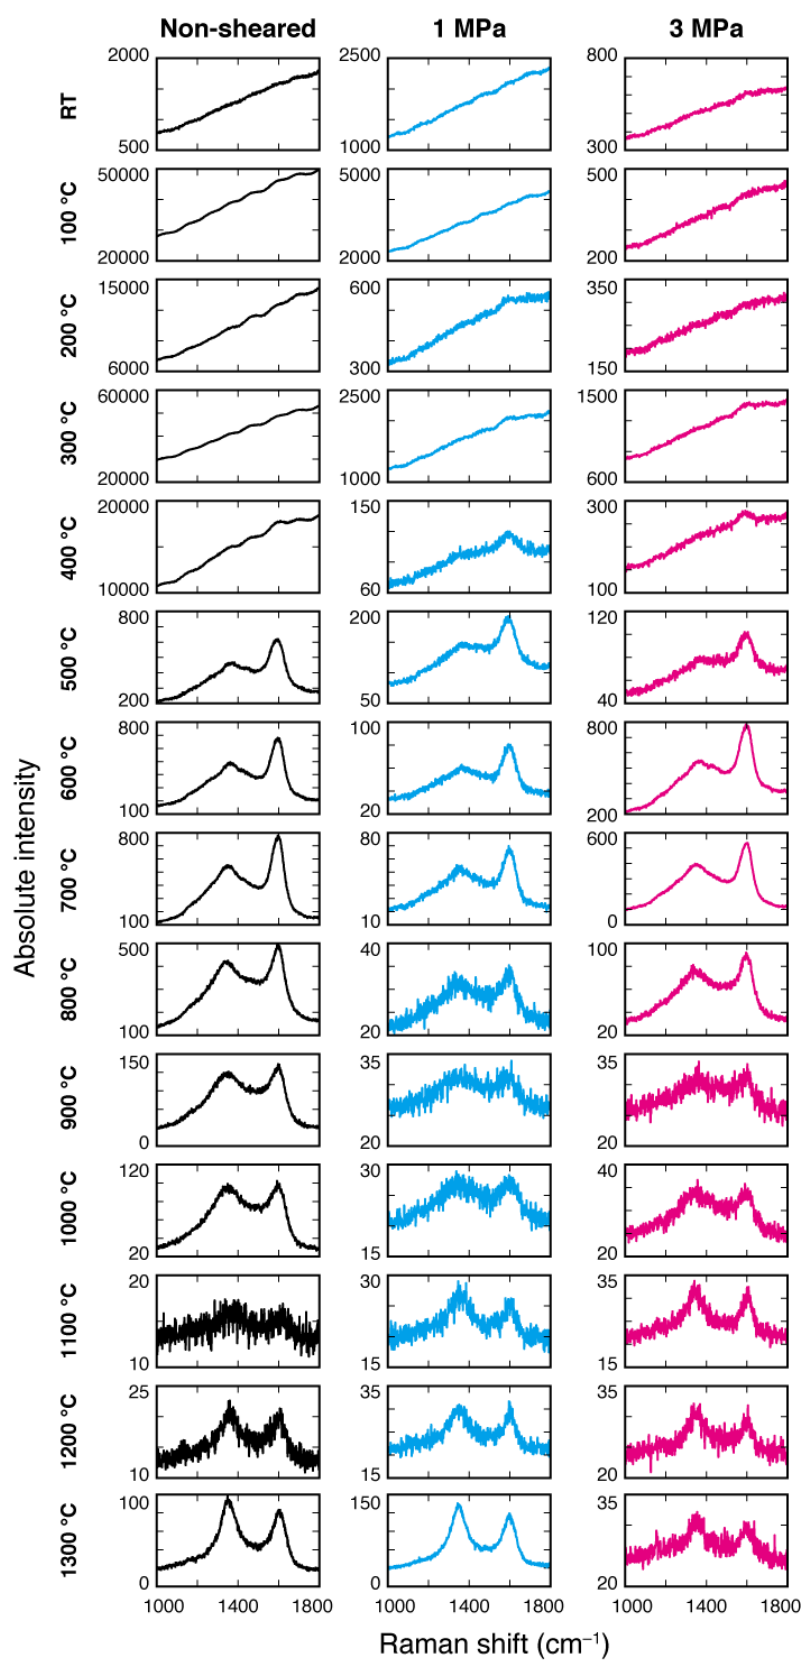 Non-sheared 1 MPa 3 MPa
2000 2500 800
RT
500 1000 300
50000 5000 500
100 °C
20000 2000 200
15000 600 350
200 °C
6000 300 150
60000 2500 1500
300 °C
20000 1000 600
20000 150 300
400 °C
10000 60 100
800 200 120
500 °C
200 50 40
800 100 800
600 °C
100 20 200
800 80 600
700 °C
100 10 0
500 40 100
800 °C
100 20 20
150 35 35
900 °C
0 20 20
120 30 40
1000 °C
20 15 20
20 30 35
1100 °C
10 15 15
25 35 35
1200 °C
10 15 20
100 150 35
1300 °C
0 0 20
1000 1400 1800 1000 1400 1800 1000 1400 1800
Absolute intensity
Raman shift (cm⁻¹)